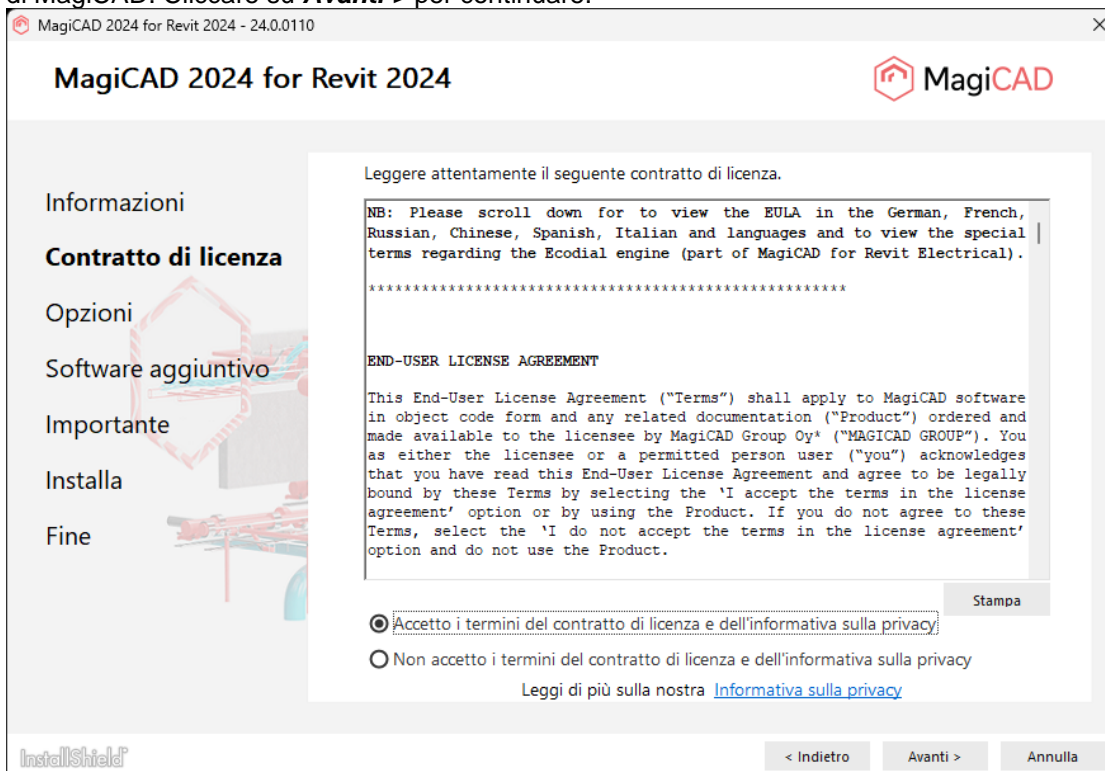 di MagiCAD. Cliccare su Avanti > per continuare.
MagiCAD 2024 for Revit 2024 - 24.0.0110
MagiCAD 2024 for Revit 2024
MagiCAD
Informazioni
Contratto di licenza
Opzioni
Software aggiuntivo
Importante
Installa
Fine
Leggere attentamente il seguente contratto di licenza.
NB: Please scroll down for to view the EULA in the German, French,
Russian, Chinese, Spanish, Italian and languages and to view the special
terms regarding the Ecodial engine (part of MagiCAD for Revit Electrical).
******************************************************
END-USER LICENSE AGREEMENT
This End-User License Agreement (“Terms”) shall apply to MagiCAD software
in object code form and any related documentation (“Product”) ordered and
made available to the licensee by MagiCAD Group Oy* (“MAGICAD GROUP”). You
as either the licensee or a permitted person user (“you”) acknowledges
that you have read this End-User License Agreement and agree to be legally
bound by these Terms by selecting the ‘I accept the terms in the license
agreement’ option or by using the Product. If you do not agree to these
Terms, select the ‘I do not accept the terms in the license agreement’
option and do not use the Product.
Stampa
Accetto i termini del contratto di licenza e dell'informativa sulla privacy
Non accetto i termini del contratto di licenza e dell'informativa sulla privacy
Leggi di più sulla nostra Informativa sulla privacy
InstallShield
< Indietro
Avanti >
Annulla